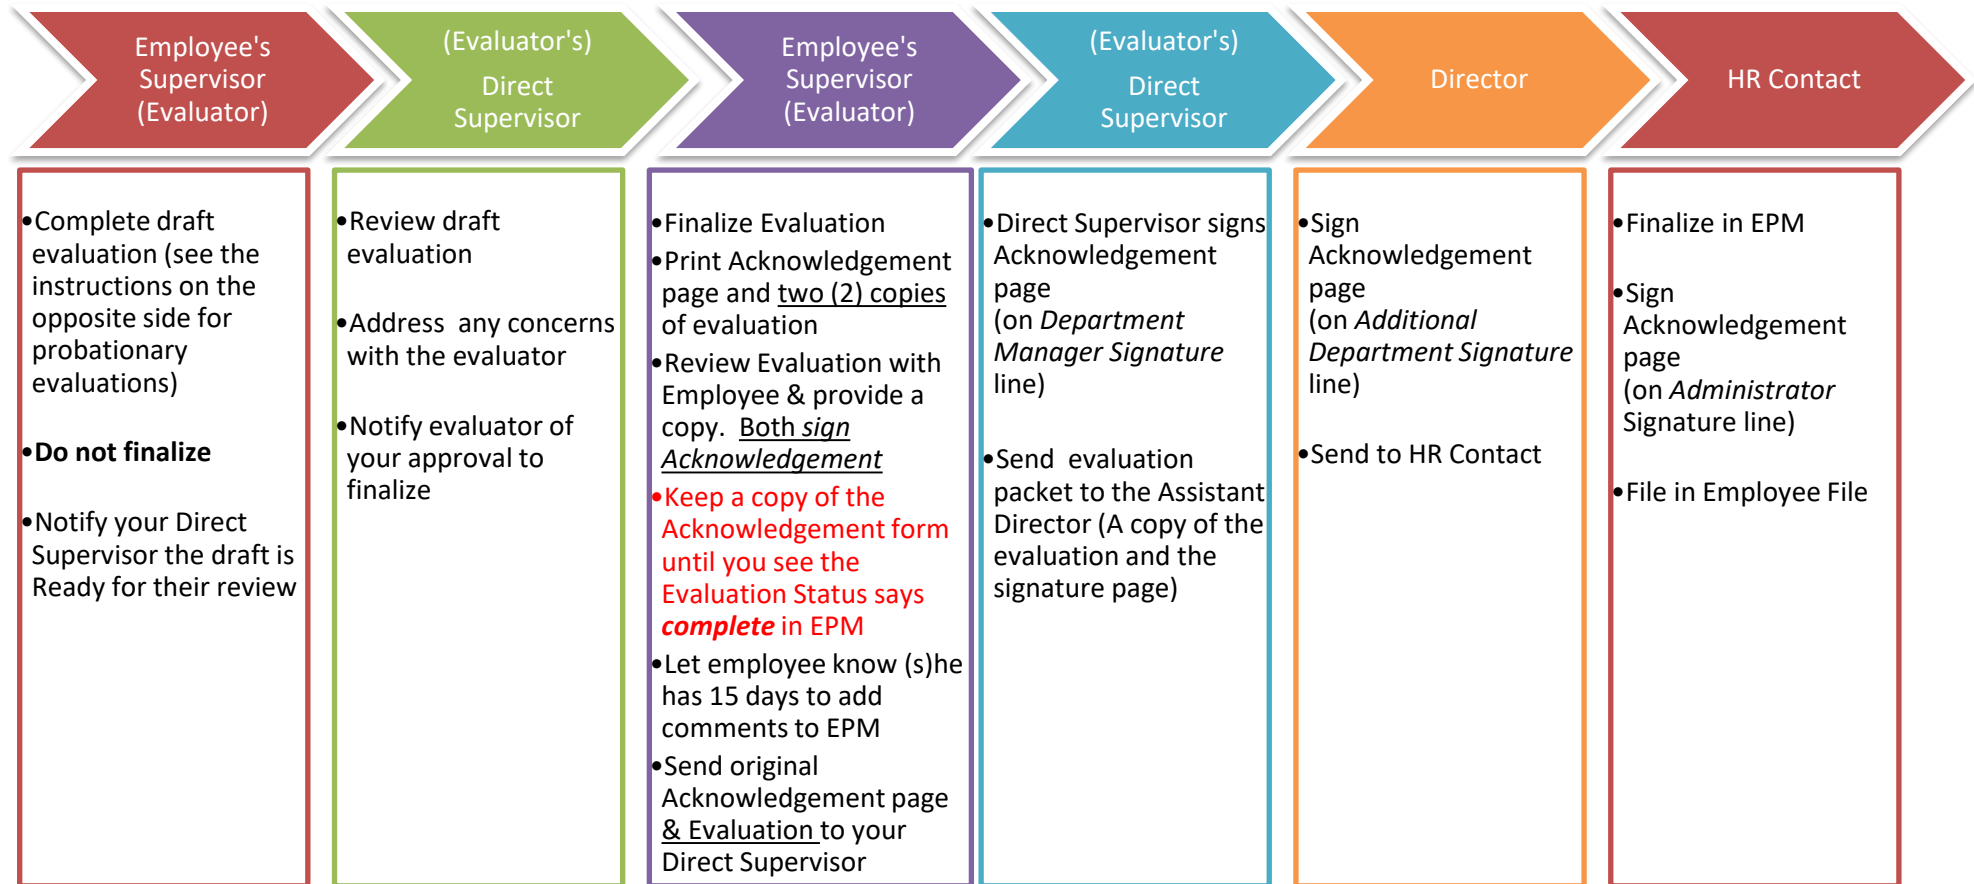 Employee's
Supervisor
(Evaluator)
(Evaluator's)
Direct
Supervisor
Employee's
Supervisor
(Evaluator)
(Evaluator's)
Direct
Supervisor
Director
HR Contact
•Complete draft
evaluation (see the
instructions on the
opposite side for
probationary
evaluations)
•Do not finalize
•Notify your Direct
Supervisor the draft is
Ready for their review
•Review draft
evaluation
•Address  any concerns
with the evaluator
•Notify evaluator of
your approval to
finalize
•Finalize Evaluation
•Print Acknowledgement
page and two (2) copies
of evaluation
•Review Evaluation with
Employee & provide a
copy.  Both sign
Acknowledgement
•Keep a copy of the
Acknowledgement form
until you see the
Evaluation Status says
complete in EPM
•Let employee know (s)he
has 15 days to add
comments to EPM
•Send original
Acknowledgement page
& Evaluation to your
Direct Supervisor
•Direct Supervisor signs
Acknowledgement
page
(on Department
Manager Signature
line)
•Send  evaluation
packet to the Assistant
Director (A copy of the
evaluation and the
signature page)
•Sign
Acknowledgement
page
(on Additional
Department Signature
line)
•Send to HR Contact
•Finalize in EPM
•Sign
Acknowledgement
page
(on Administrator
Signature line)
•File in Employee File